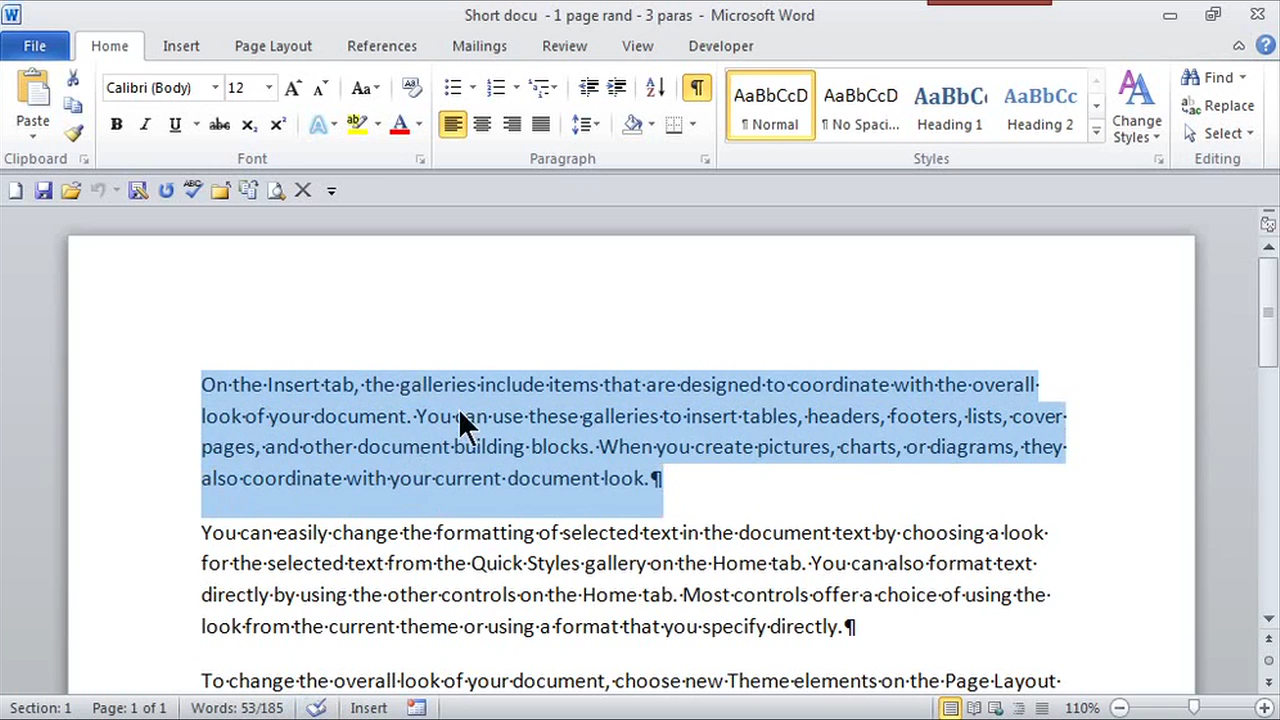 Short docu - 1 page rand - 3 paras - Microsoft Word
File Home Insert Page Layout References Mailings Review View Developer
Calibri (Body) 12 Aa AaBbCcD AaBbCcD AaBbC AaBbCc Find
Replace
Paste B I U abc x₂ x² A ab A ¶ Normal ¶ No Spaci... Heading 1 Heading 2 Change Styles Select
Clipboard Font Paragraph Styles Editing
On·the·Insert·tab,·the·galleries·include·items·that·are·designed·to·coordinate·with·the·overall·
look·of·your·document.·You·can·use·these·galleries·to·insert·tables,·headers,·footers,·lists,·cover·
pages,·and·other·document·building·blocks.·When·you·create·pictures,·charts,·or·diagrams,·they·
also·coordinate·with·your·current·document·look.¶
You·can·easily·change·the·formatting·of·selected·text·in·the·document·text·by·choosing·a·look·
for·the·selected·text·from·the·Quick·Styles·gallery·on·the·Home·tab.·You·can·also·format·text·
directly·by·using·the·other·controls·on·the·Home·tab.·Most·controls·offer·a·choice·of·using·the·
look·from·the·current·theme·or·using·a·format·that·you·specify·directly.¶
To·change·the·overall·look·of·your·document,·choose·new·Theme·elements·on·the·Page·Layout·
Section: 1 Page: 1 of 1 Words: 53/185 Insert 110%